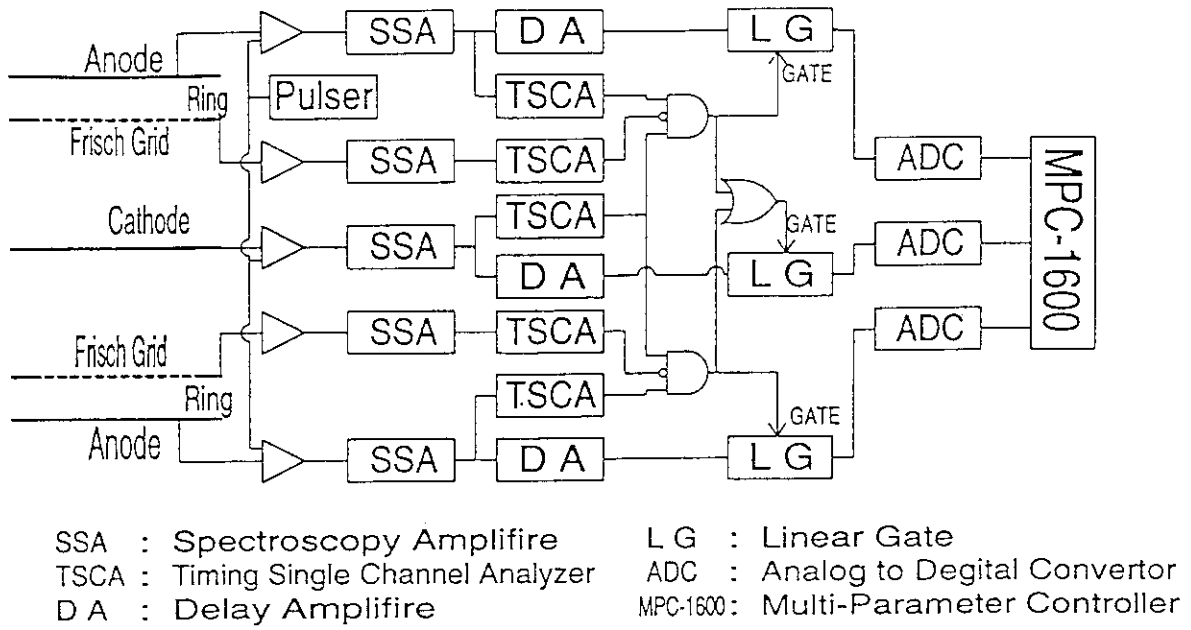 SSA
D A
L G
Anode
GATE
Ring
Pulser
TSCA
Frisch Grid
SSA
TSCA
ADC
MPC-1600
Cathode
TSCA
SSA
GATE
ADC
D A
L G
SSA
TSCA
ADC
Frisch Grid
Ring
TSCA
GATE
Anode
SSA
D A
L G
SSA : Spectroscopy Amplifire
TSCA : Timing Single Channel Analyzer
D A : Delay Amplifire
L G : Linear Gate
ADC : Analog to Degital Convertor
MPC-1600: Multi-Parameter Controller